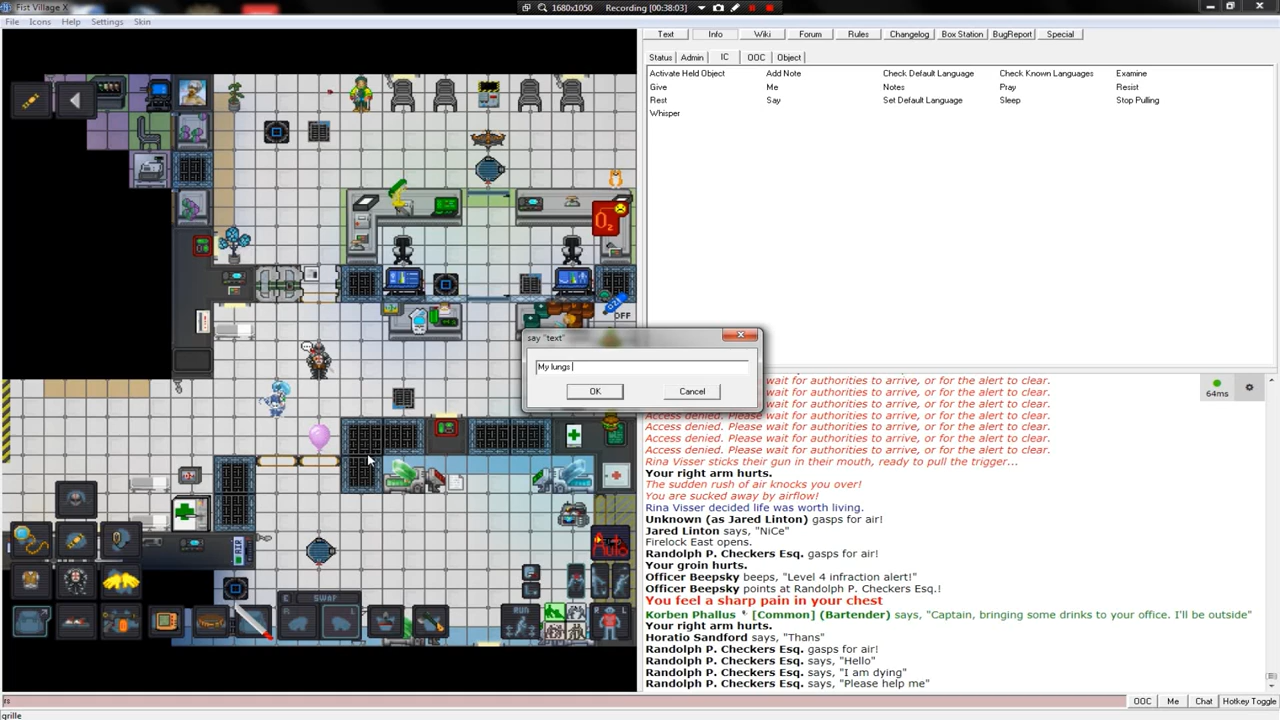 Fist Village X
1680x1050
Recording [00:38:03]
File Icons Help Settings Skin
Text Info Wiki Forum Rules Changelog Box Station BugReport Special
Status Admin IC OOC Object
Activate Held Object Add Note Check Default Language Check Known Languages Examine
Give Me Notes Pray Resist
Rest Say Set Default Language Sleep Stop Pulling
Whisper
O2
OFF
say "text"
My lungs
OK Cancel
wait for authorities to arrive, or for the alert to clear.
wait for authorities to arrive, or for the alert to clear.
wait for authorities to arrive, or for the alert to clear.
Access denied. Please wait for authorities to arrive, or for the alert to clear.
Access denied. Please wait for authorities to arrive, or for the alert to clear.
Access denied. Please wait for authorities to arrive, or for the alert to clear.
Access denied. Please wait for authorities to arrive, or for the alert to clear.
Rina Visser sticks their gun in their mouth, ready to pull the trigger...
Your right arm hurts.
The sudden rush of air knocks you over!
You are sucked away by airflow!
Rina Visser decided life was worth living.
Unknown (as Jared Linton) gasps for air!
Jared Linton says, "NiCe"
Firelock East opens.
Randolph P. Checkers Esq. gasps for air!
Your groin hurts.
Officer Beepsky beeps, "Level 4 infraction alert!"
Officer Beepsky points at Randolph P. Checkers Esq.!
You feel a sharp pain in your chest
Korben Phallus * [Common] (Bartender) says, "Captain, bringing some drinks to your office. I'll be outside"
Your right arm hurts.
Horatio Sandford says, "Thans"
Randolph P. Checkers Esq. gasps for air!
Randolph P. Checkers Esq. says, "Hello"
Randolph P. Checkers Esq. says, "I am dying"
Randolph P. Checkers Esq. says, "Please help me"
64ms
AIR
Auto
SWAP
RUN
R L
OOC Me Chat Hotkey Toggle
grille